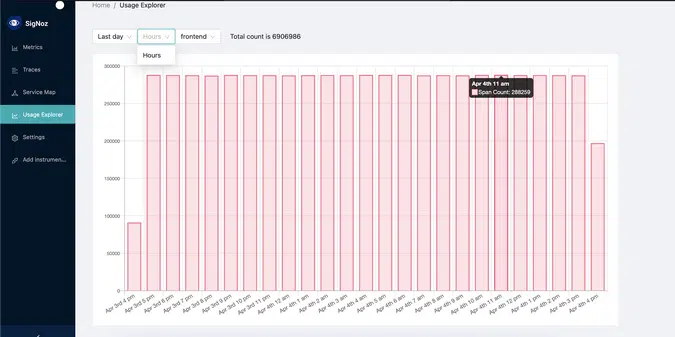 SigNoz
Metrics
Traces
Service Map
Usage Explorer
Settings
Add instrumen...
Home / Usage Explorer
Last day
Hours
frontend
Total count is 6906986
Hours
300000
250000
200000
150000
100000
50000
0
Apr 4th 11 am
Span Count: 288259
Apr 3rd 4 pm
Apr 3rd 5 pm
Apr 3rd 6 pm
Apr 3rd 7 pm
Apr 3rd 8 pm
Apr 3rd 9 pm
Apr 3rd 10 pm
Apr 3rd 11 pm
Apr 4th 12 am
Apr 4th 1 am
Apr 4th 2 am
Apr 4th 3 am
Apr 4th 4 am
Apr 4th 5 am
Apr 4th 6 am
Apr 4th 7 am
Apr 4th 8 am
Apr 4th 9 am
Apr 4th 10 am
Apr 4th 11 am
Apr 4th 12 pm
Apr 4th 1 pm
Apr 4th 2 pm
Apr 4th 3 pm
Apr 4th 4 pm